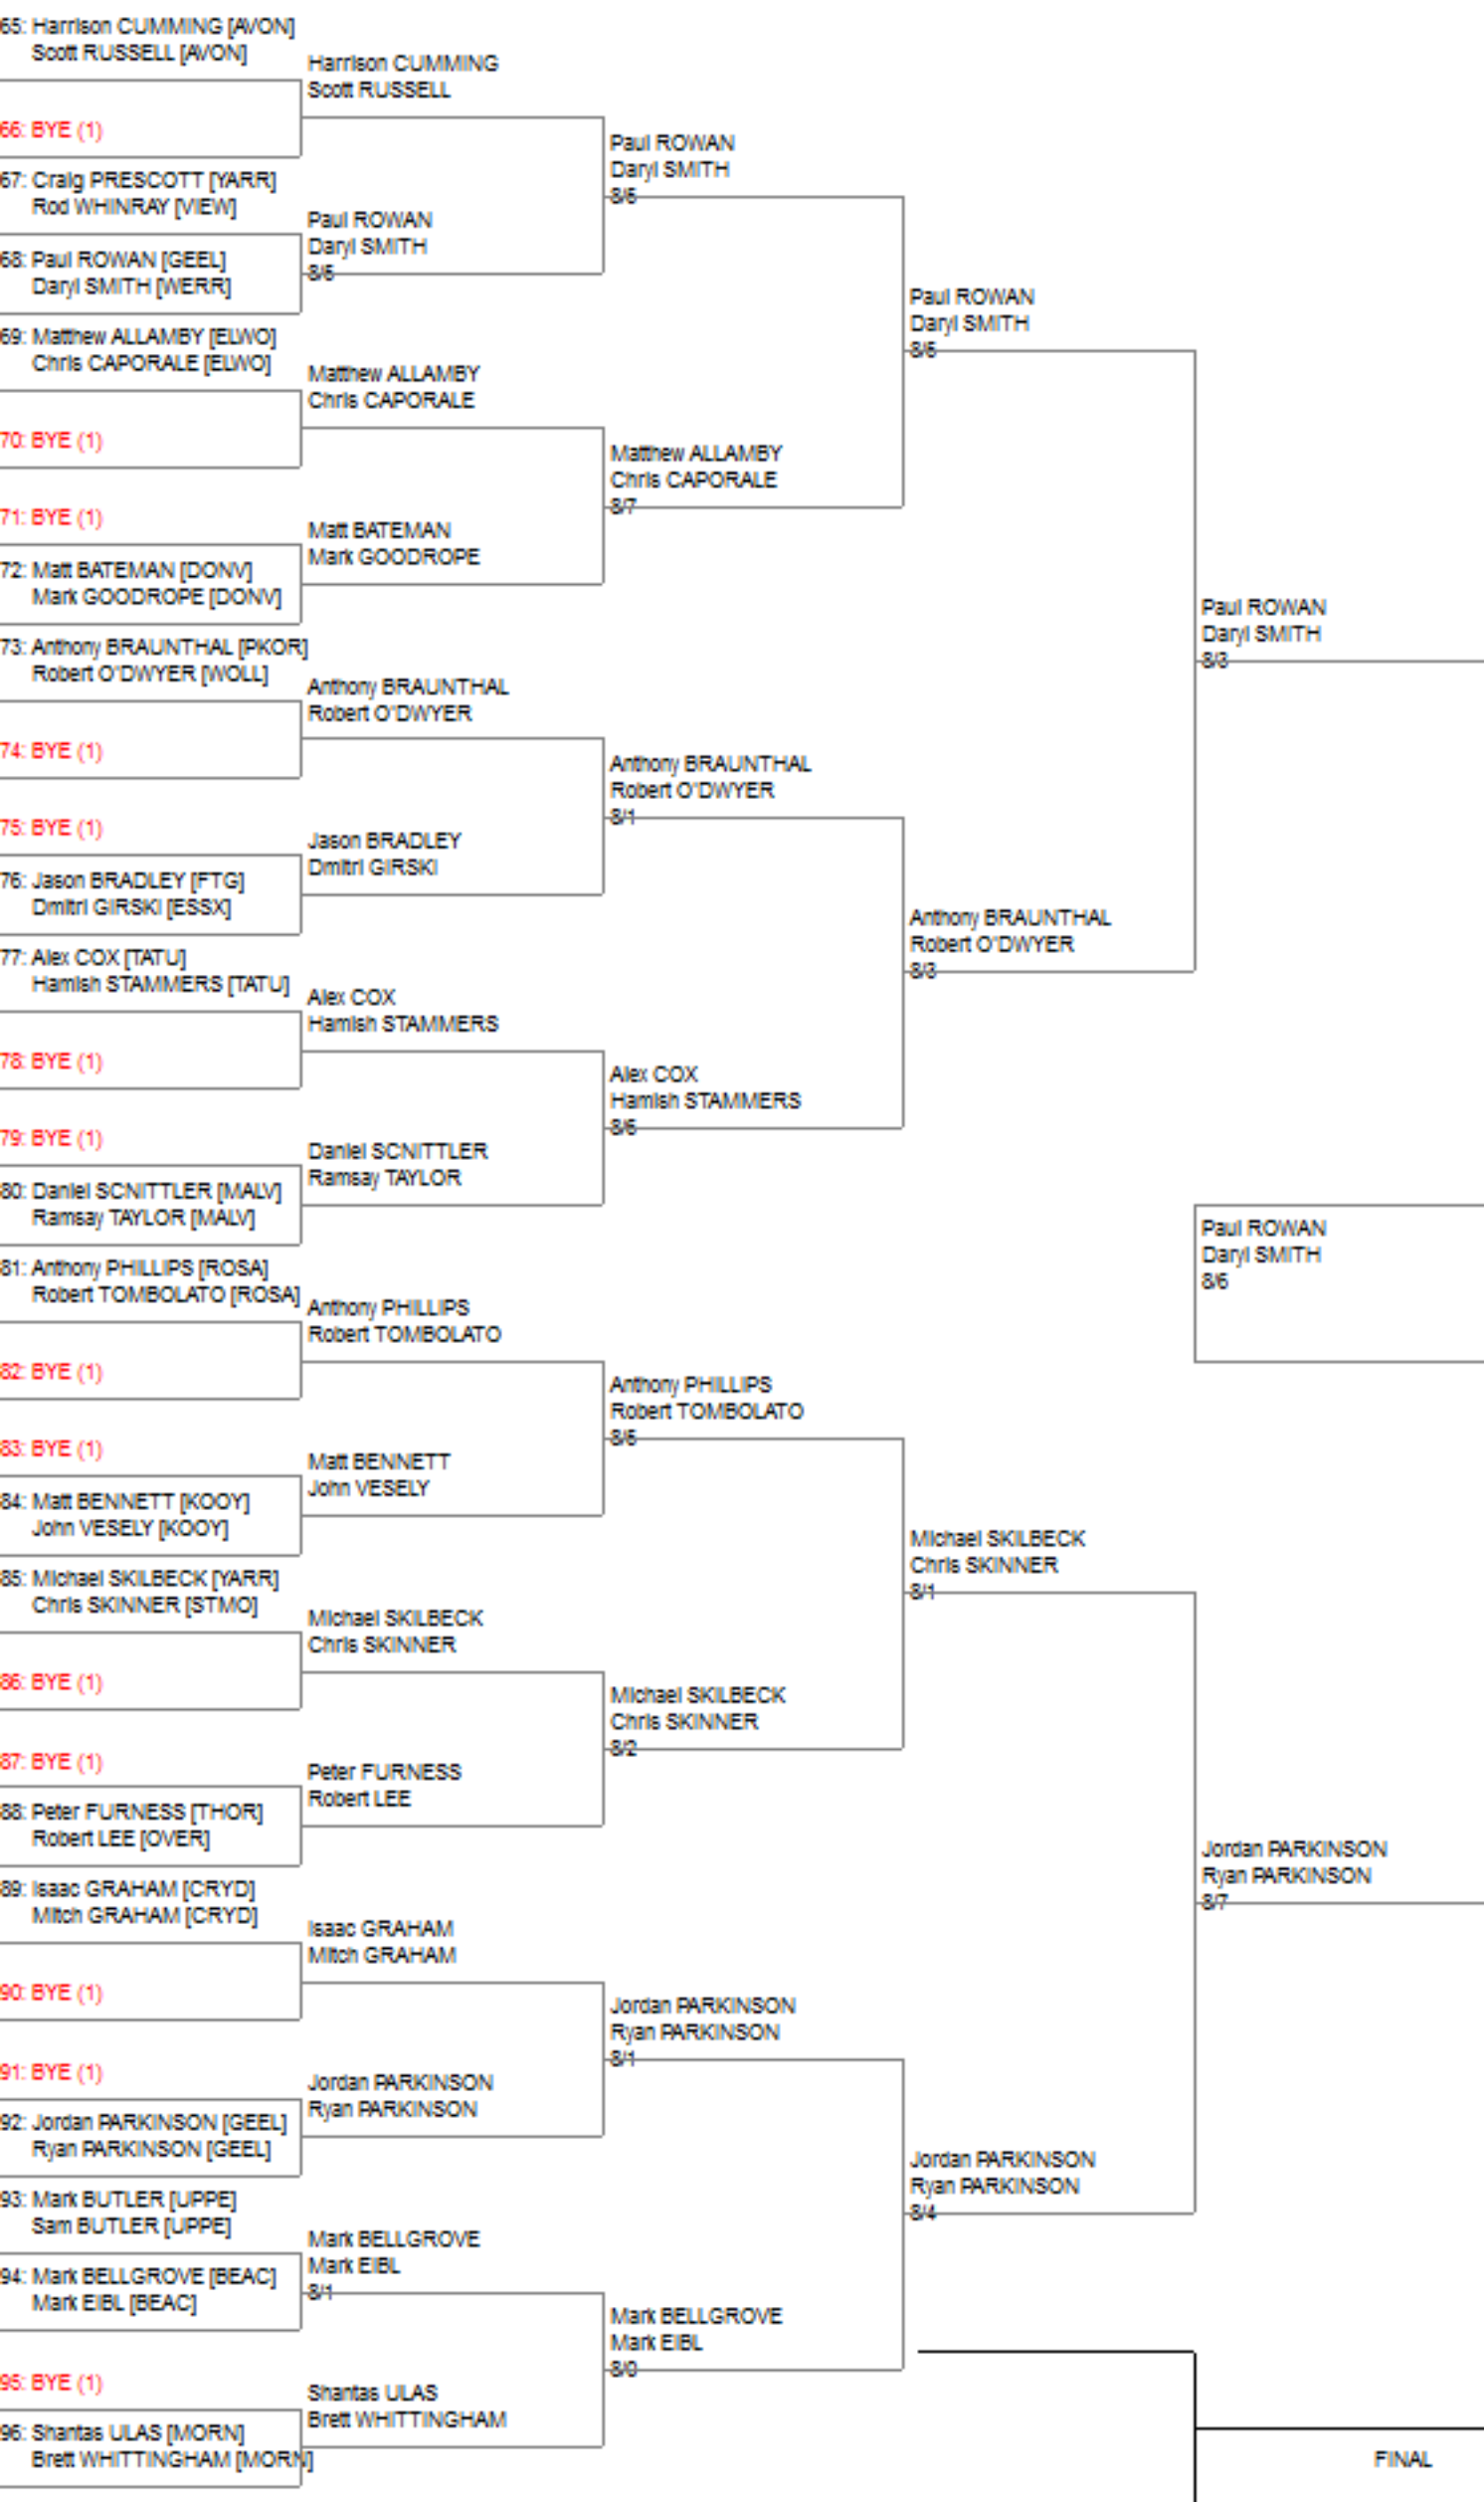 65: Harrison CUMMING [AVON]
Scott RUSSELL [AVON]
66: BYE (1)
67: Craig PRESCOTT [YARR]
Rod WHINRAY [VIEW]
68: Paul ROWAN [GEEL]
Daryl SMITH [WERR]
69: Matthew ALLAMBY [ELWO]
Chris CAPORALE [ELWO]
70: BYE (1)
71: BYE (1)
72: Matt BATEMAN [DONV]
Mark GOODROPE [DONV]
73: Anthony BRAUNTHAL [PKOR]
Robert O'DWYER [WOLL]
74: BYE (1)
75: BYE (1)
76: Jason BRADLEY [FTG]
Dmitri GIRSKI [ESSX]
77: Alex COX [TATU]
Hamish STAMMERS [TATU]
78: BYE (1)
79: BYE (1)
80: Daniel SCNITTLER [MALV]
Ramsay TAYLOR [MALV]
81: Anthony PHILLIPS [ROSA]
Robert TOMBOLATO [ROSA]
82: BYE (1)
83: BYE (1)
84: Matt BENNETT [KOOY]
John VESELY [KOOY]
85: Michael SKILBECK [YARR]
Chris SKINNER [STMO]
86: BYE (1)
87: BYE (1)
88: Peter FURNESS [THOR]
Robert LEE [OVER]
89: Isaac GRAHAM [CRYD]
Mitch GRAHAM [CRYD]
90: BYE (1)
91: BYE (1)
92: Jordan PARKINSON [GEEL]
Ryan PARKINSON [GEEL]
93: Mark BUTLER [UPPE]
Sam BUTLER [UPPE]
94: Mark BELLGROVE [BEAC]
Mark EIBL [BEAC]
95: BYE (1)
96: Shantas ULAS [MORN]
Brett WHITTINGHAM [MORN]
Harrison CUMMING
Scott RUSSELL
Paul ROWAN
Daryl SMITH
Matthew ALLAMBY
Chris CAPORALE
Matt BATEMAN
Mark GOODROPE
Anthony BRAUNTHAL
Robert O'DWYER
Jason BRADLEY
Dmitri GIRSKI
Alex COX
Hamish STAMMERS
Daniel SCNITTLER
Ramsay TAYLOR
Anthony PHILLIPS
Robert TOMBOLATO
Matt BENNETT
John VESELY
Michael SKILBECK
Chris SKINNER
Peter FURNESS
Robert LEE
Isaac GRAHAM
Mitch GRAHAM
Jordan PARKINSON
Ryan PARKINSON
Mark BELLGROVE
Mark EIBL
8/1
Shantas ULAS
Brett WHITTINGHAM
Paul ROWAN
Daryl SMITH
Matthew ALLAMBY
Chris CAPORALE
8/7
Anthony BRAUNTHAL
Robert O'DWYER
8/1
Alex COX
Hamish STAMMERS
Anthony PHILLIPS
Robert TOMBOLATO
Michael SKILBECK
Chris SKINNER
8/2
Jordan PARKINSON
Ryan PARKINSON
8/1
Mark BELLGROVE
Mark EIBL
8/0
Paul ROWAN
Daryl SMITH
Anthony BRAUNTHAL
Robert O'DWYER
8/3
Michael SKILBECK
Chris SKINNER
8/1
Jordan PARKINSON
Ryan PARKINSON
8/4
Paul ROWAN
Daryl SMITH
8/3
Paul ROWAN
Daryl SMITH
8/6
Jordan PARKINSON
Ryan PARKINSON
8/7
FINAL